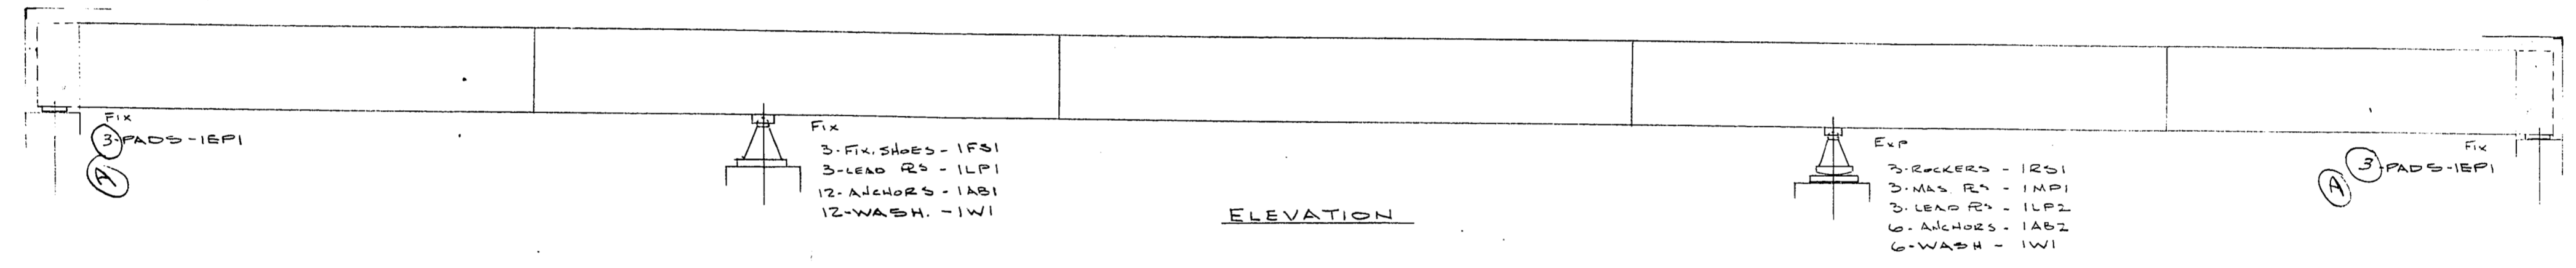 FIX
3-PADS-1EP1
A
FIX
3-FIX. SHOES - 1FS1
3-LEAD PLS - 1LP1
12-ANCHORS - 1AB1
12-WASH. - 1W1
ELEVATION
EXP
3-ROCKERS - 1RS1
3-MAS. PLS - 1MP1
3-LEAD PLS - 1LP2
6-ANCHORS - 1AB2
6-WASH - 1W1
FIX
3-PADS-1EP1
A